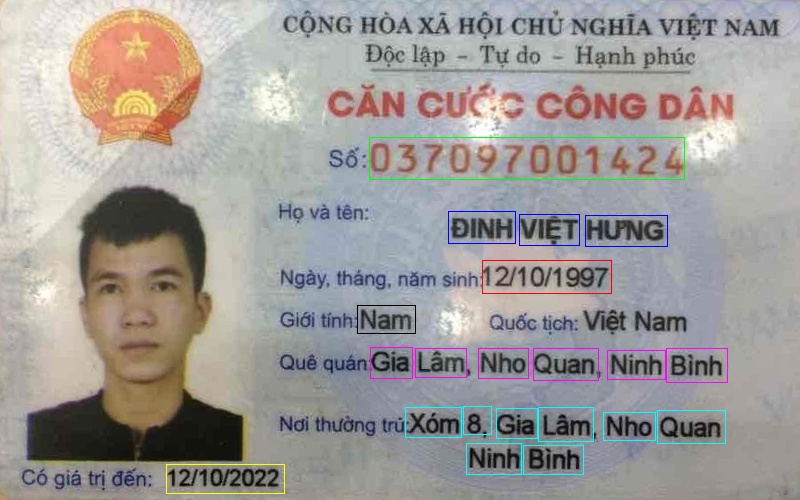 CỘNG HÒA XÃ HỘI CHỦ NGHĨA VIỆT NAM
Độc lập - Tự do - Hạnh phúc
CĂN CƯỚC CÔNG DÂN
Số: 037097001424
Họ và tên:
ĐINH VIỆT HƯNG
Ngày, tháng, năm sinh: 12/10/1997
Giới tính: Nam Quốc tịch: Việt Nam
Quê quán: Gia Lâm, Nho Quan, Ninh Bình
Nơi thường trú: Xóm 8, Gia Lâm, Nho Quan
Ninh Bình
Có giá trị đến: 12/10/2022